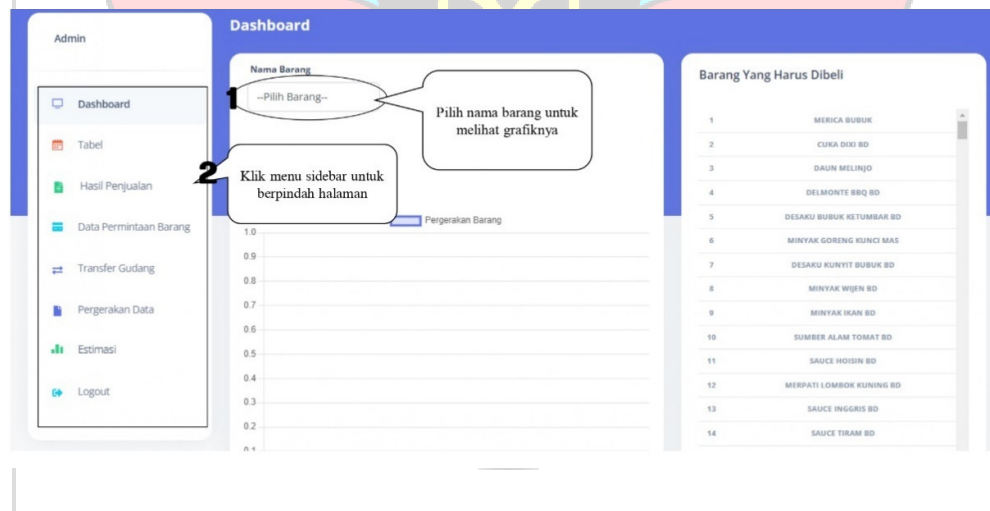 Admin
Dashboard
Tabel
Hasil Penjualan
Data Permintaan Barang
Transfer Gudang
Pergerakan Data
Estimasi
Logout
Dashboard
Nama Barang
1
--Pilih Barang--
Pilih nama barang untuk
melihat grafiknya
2
Klik menu sidebar untuk
berpindah halaman
Pergerakan Barang
1.0
0.9
0.8
0.7
0.6
0.5
0.4
0.3
0.2
0.1
Barang Yang Harus Dibeli
1 MERICA BUBUK
2 CUKA DIXI BD
3 DAUN MELINJO
4 DELMONTE BBQ BD
5 DESAKU BUBUK KETUMBAR BD
6 MINYAK GORENG KUNCI MAS
7 DESAKU KUNYIT BUBUK BD
8 MINYAK WIJEN BD
9 MINYAK IKAN BD
10 SUMBER ALAM TOMAT BD
11 SAUCE HOISIN BD
12 MERPATI LOMBOK KUNING BD
13 SAUCE INGGRIS BD
14 SAUCE TIRAM BD